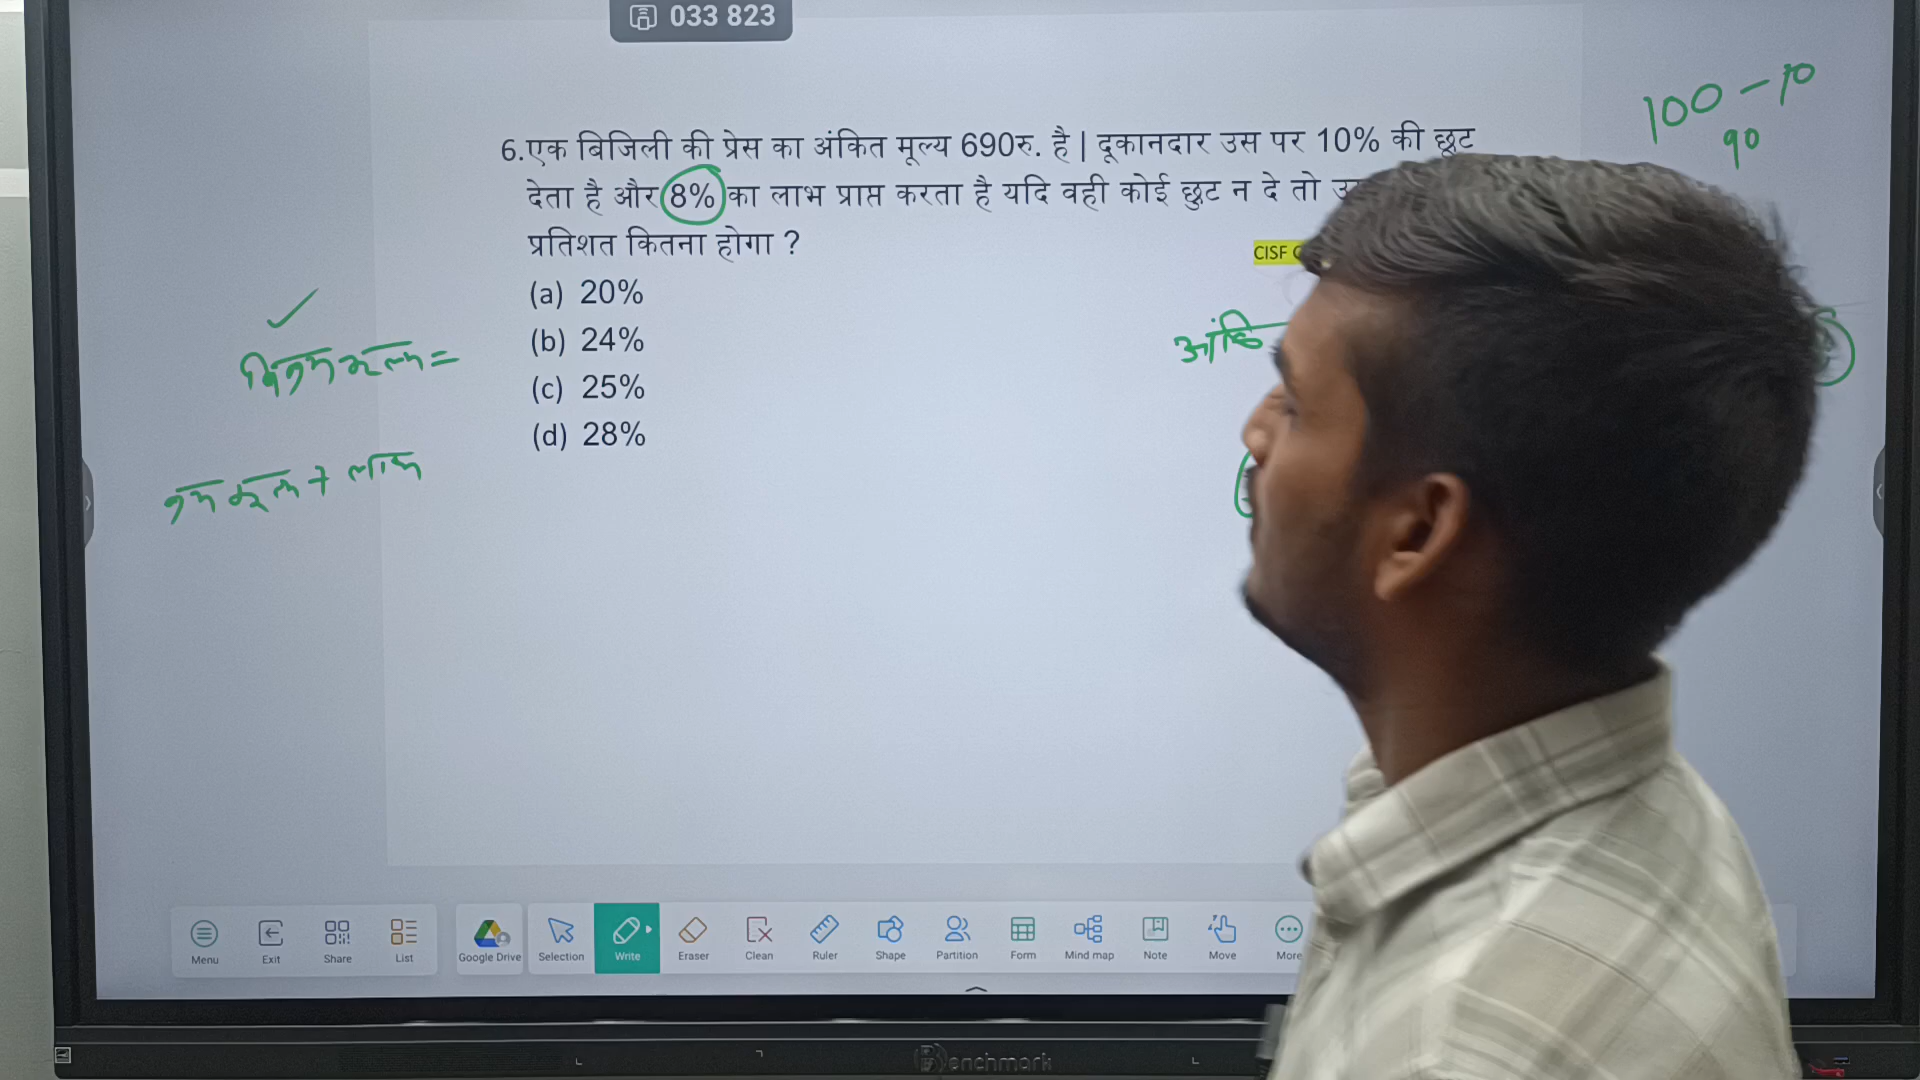 033 823
100 - 10
90
6.एक बिजिली की प्रेस का अंकित मूल्य 690रु. है | दूकानदार उस पर 10% की छूट
देता है और 8% का लाभ प्राप्त करता है यदि वही कोई छुट न दे तो
प्रतिशत कितना होगा ?
CISF
(a) 20%
(b) 24%
(c) 25%
(d) 28%
विक्रय मूल्य =
क्रय मूल्य + लाभ
Menu
Exit
Share
List
Google Drive
Selection
Write
Eraser
Clean
Ruler
Shape
Partition
Form
Mind map
Note
Move
More
Benchmark